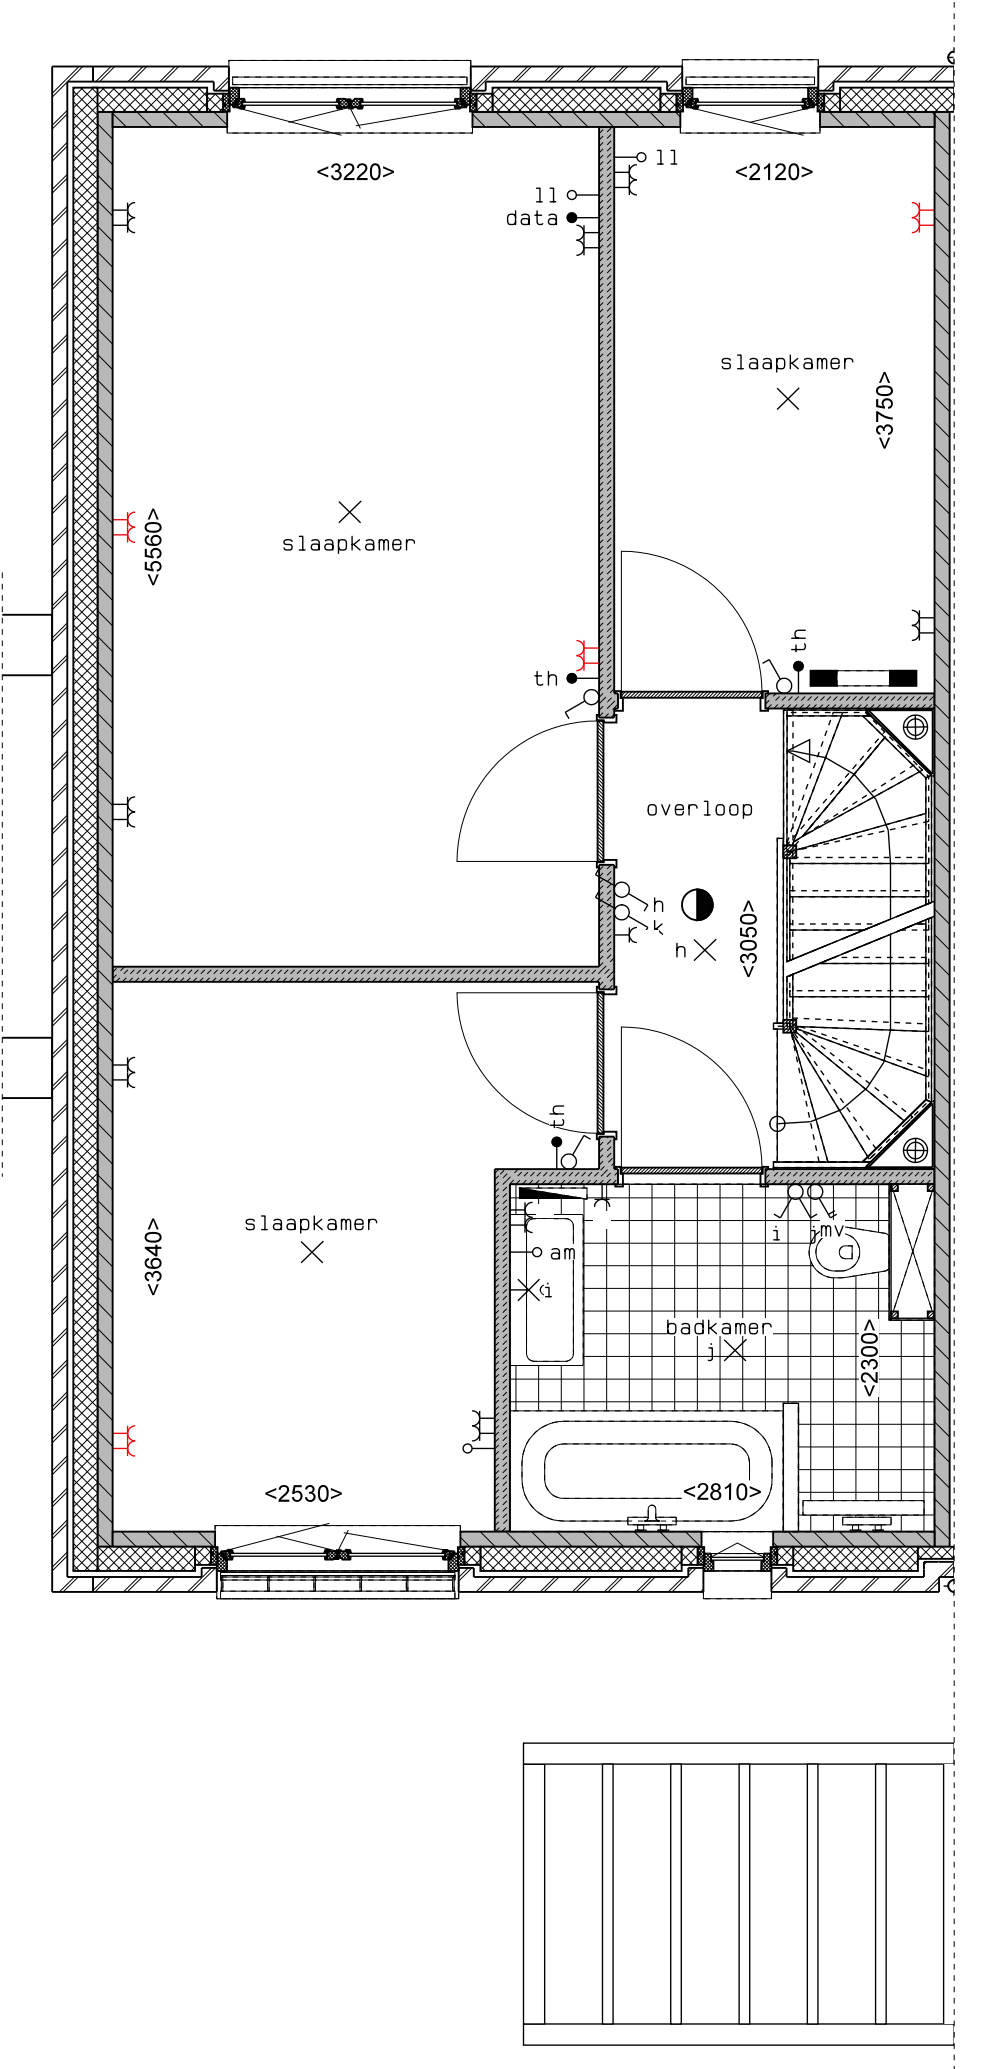 <3220>
<2120>
ll
ll
data
slaapkamer
<3750>
slaapkamer
<5560>
th
th
overloop
h
k
h
<3050>
th
slaapkamer
<3640>
am
i
i
j
mv
badkamer
j
<2300>
<2530>
<2810>